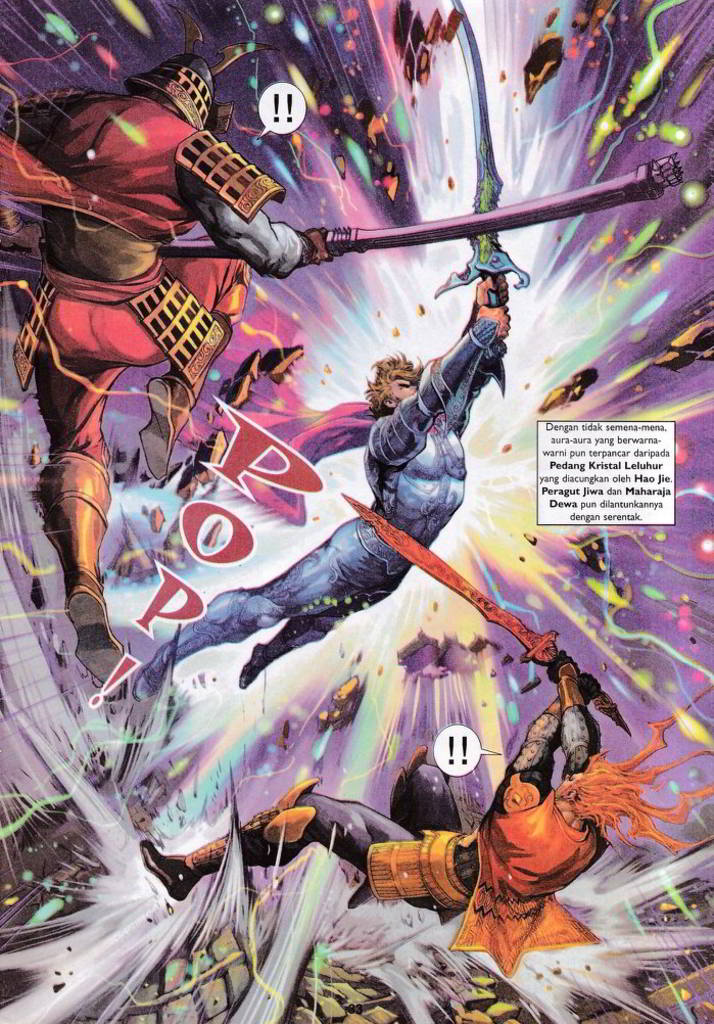 !!
Dengan tidak semena-mena,
aura-aura yang berwarna-
warni pun terpancar daripada
Pedang Kristal Leluhur
yang diacungkan oleh Hao Jie.
Peragut Jiwa dan Maharaja
Dewa pun dilantunkannya
dengan serentak.
POP!
!!
33